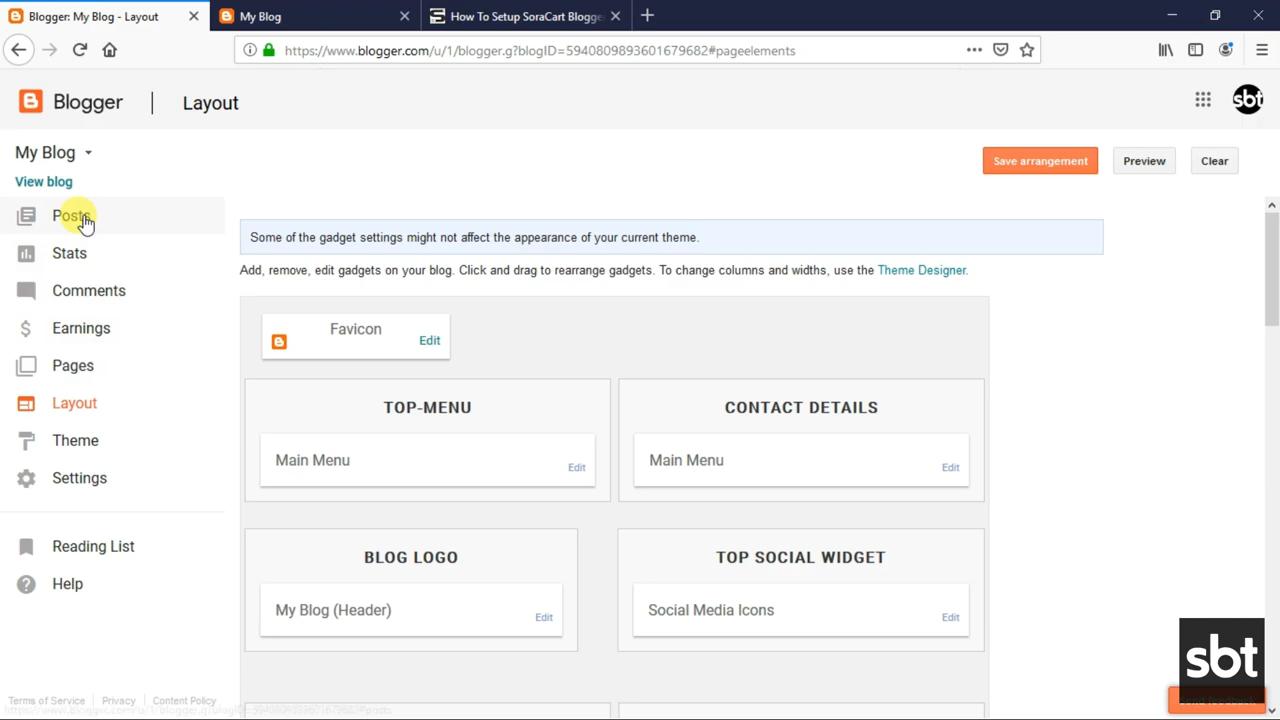 Blogger: My Blog - Layout
My Blog
How To Setup SoraCart Blogge
https://www.blogger.com/u/1/blogger.g?blogID=5940809893601679682#pageelements
Blogger
Layout
sbt
My Blog
View blog
Save arrangement
Preview
Clear
Posts
Stats
Comments
Earnings
Pages
Layout
Theme
Settings
Reading List
Help
Some of the gadget settings might not affect the appearance of your current theme.
Add, remove, edit gadgets on your blog. Click and drag to rearrange gadgets. To change columns and widths, use the Theme Designer.
Favicon
Edit
TOP-MENU
Main Menu
Edit
CONTACT DETAILS
Main Menu
Edit
BLOG LOGO
My Blog (Header)
Edit
TOP SOCIAL WIDGET
Social Media Icons
Edit
sbt
Terms of Service
Privacy
Content Policy